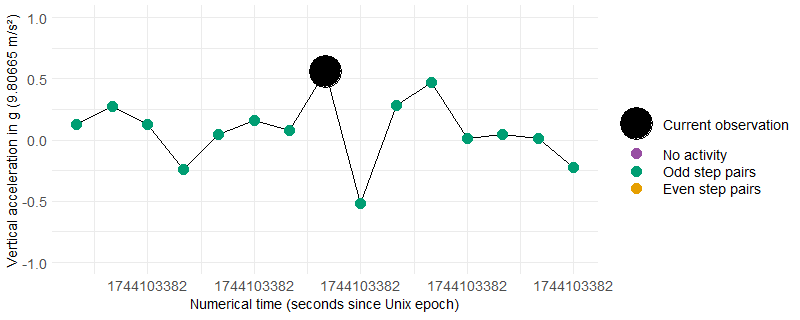 Vertical acceleration in g (9.80665 m/s²)
1.0
0.5
0.0
-0.5
-1.0
1744103382 1744103382 1744103382 1744103382 1744103382
Numerical time (seconds since Unix epoch)
Current observation
No activity
Odd step pairs
Even step pairs